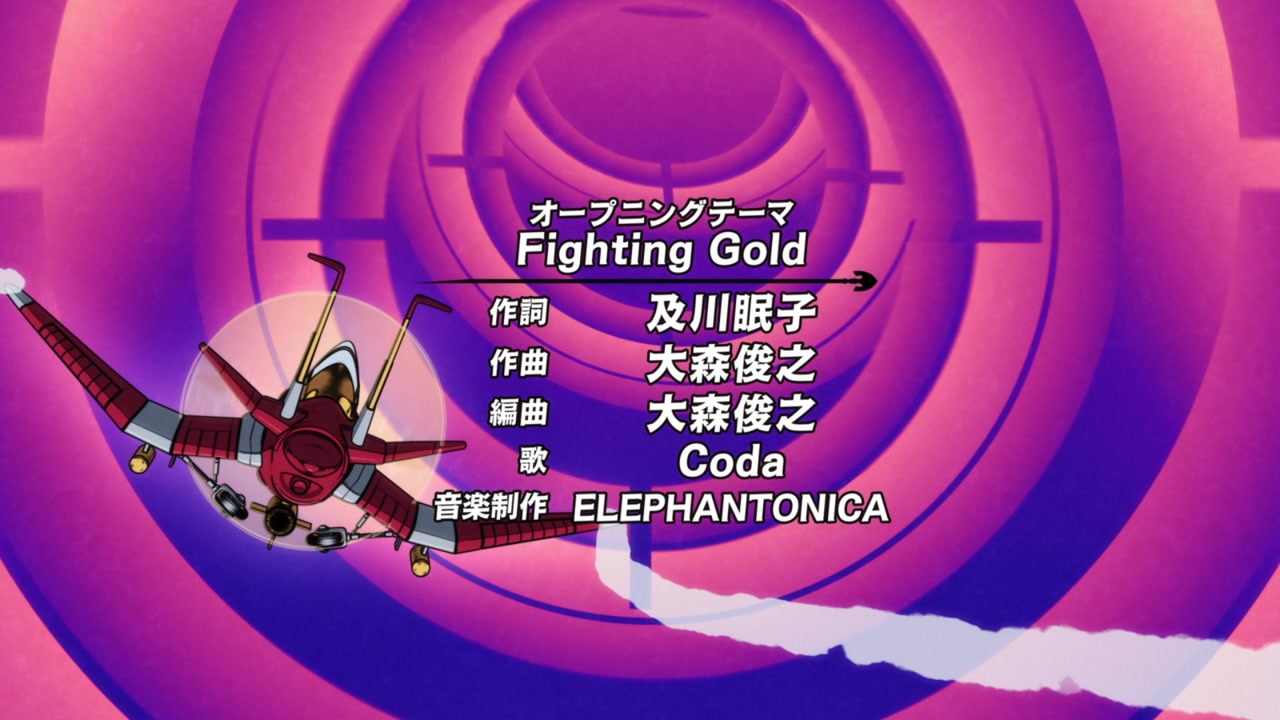 オープニングテーマ
Fighting Gold
作詞 及川眠子
作曲 大森俊之
編曲 大森俊之
歌 Coda
音楽制作 ELEPHANTONICA